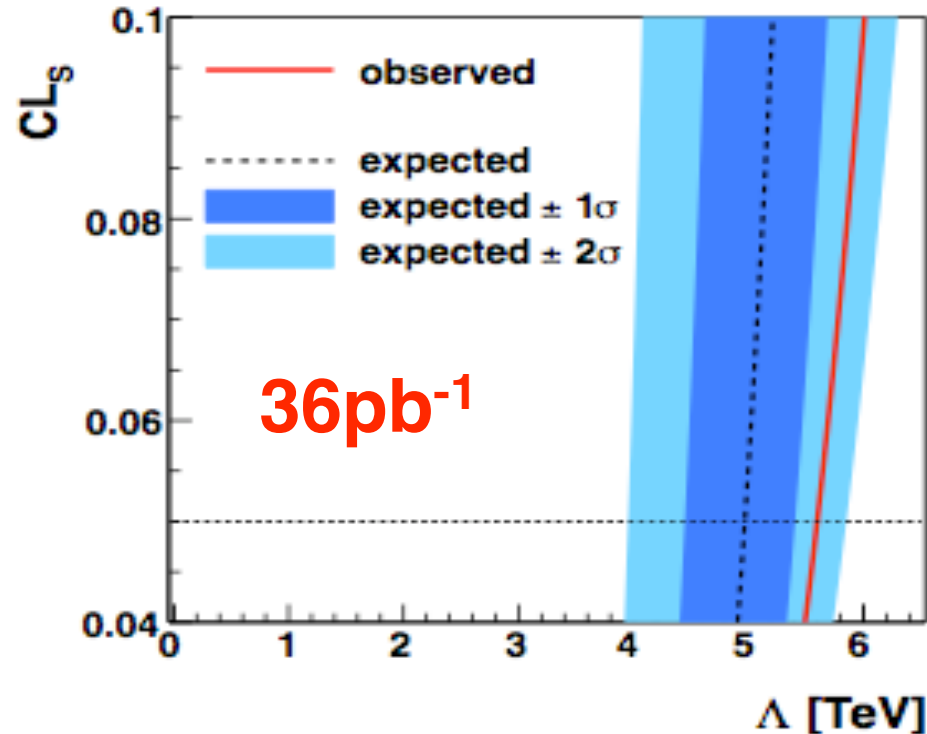 0.1
CLS
observed
expected
expected ± 1σ
0.08
expected ± 2σ
36pb-1
0.06
0.04
0 1 2 3 4 5 6
Λ [TeV]